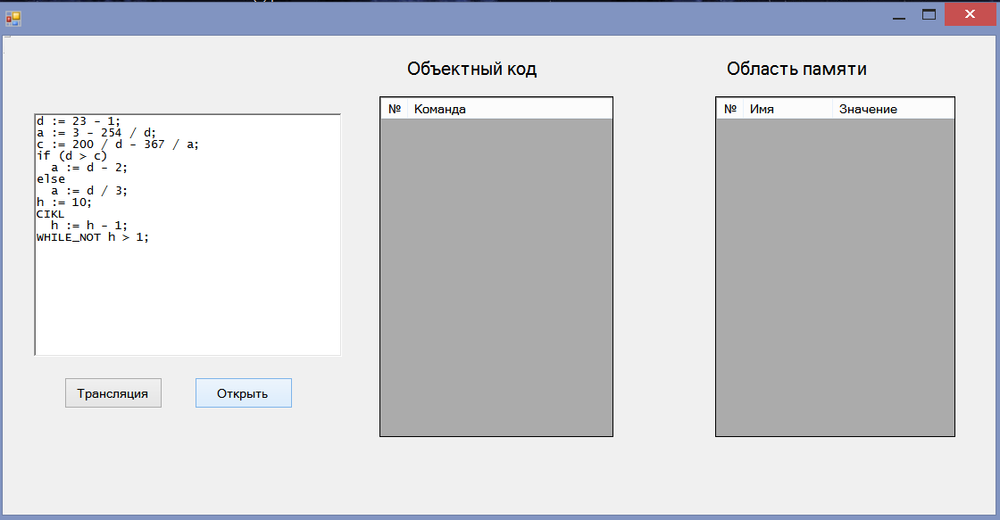 Объектный код
Область памяти
№ Команда
№ Имя Значение
d := 23 - 1;
a := 3 - 254 / d;
c := 200 / d - 367 / a;
if (d > c)
  a := d - 2;
else
  a := d / 3;
h := 10;
CIKL
  h := h - 1;
WHILE_NOT h > 1;
Трансляция
Открыть